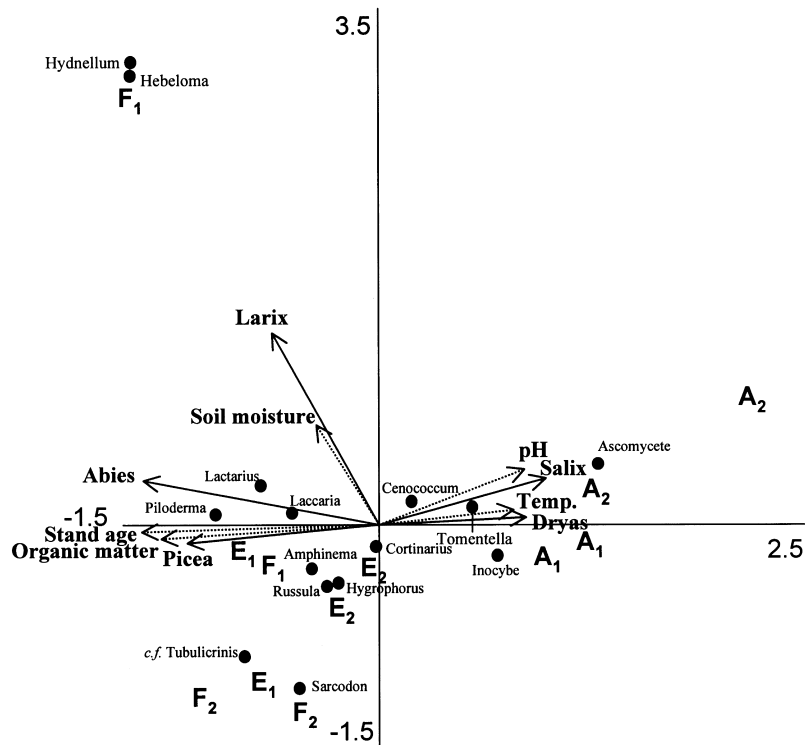 3.5
Hydnellum
Hebeloma
F1
Larix
A2
Soil moisture
pH
Ascomycete
Salix
Abies
Lactarius
Cenococcum
A2
Piloderma
Laccaria
Temp.
-1.5
Dryas
2.5
Stand age
Tomentella
A1
Organic matter
Picea
E1
Amphinema
Cortinarius
Inocybe
A1
F1
E2
Russula
Hygrophorus
E2
c.f. Tubulicrinis
E1
Sarcodon
F2
F2
-1.5